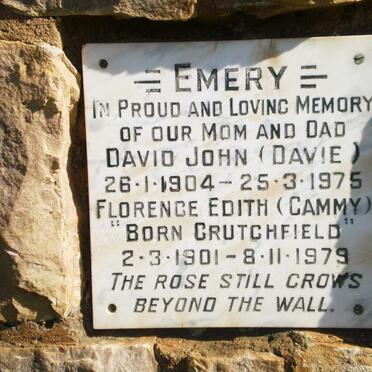 = EMERY =
IN PROUD AND LOVING MEMORY
OF OUR MOM AND DAD
DAVID JOHN (DAVIE)
26·1·1904 – 25·3·1975
FLORENCE EDITH (CAMMY)
"BORN CRUTCHFIELD"
2·3·1901 – 8·11·1979
THE ROSE STILL GROWS
BEYOND THE WALL.